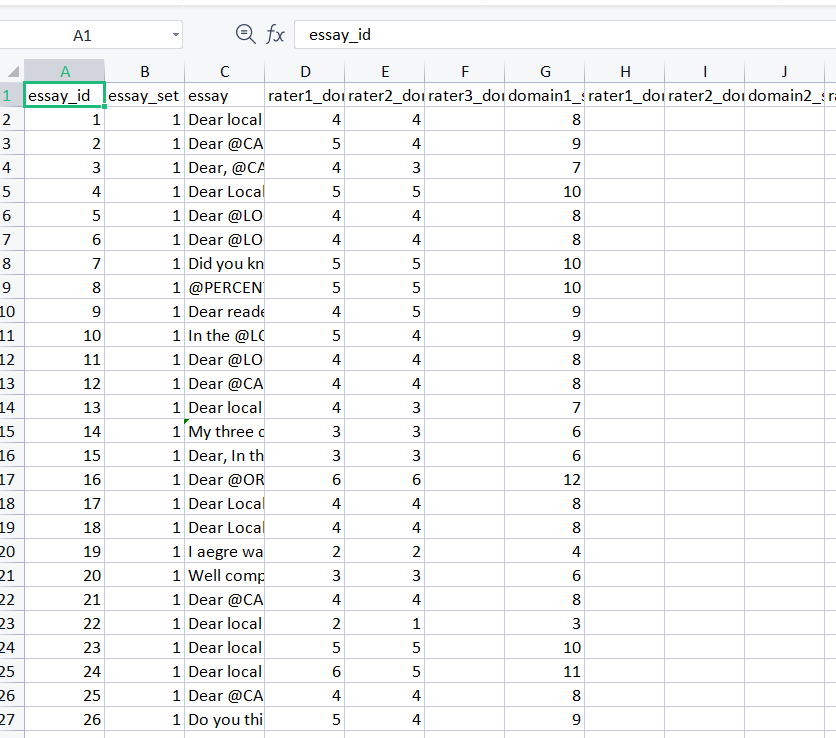 A1 fx essay_id
A B C D E F G H I J
1 essay_id essay_set essay rater1_do rater2_do rater3_do domain1_s rater1_do rater2_do domain2_s ra
2 1 1 Dear local 4 4 8
3 2 1 Dear @CA 5 4 9
4 3 1 Dear, @CA 4 3 7
5 4 1 Dear Local 5 5 10
6 5 1 Dear @LO 4 4 8
7 6 1 Dear @LO 4 4 8
8 7 1 Did you kn 5 5 10
9 8 1 @PERCEN 5 5 10
10 9 1 Dear reade 4 5 9
11 10 1 In the @LO 5 4 9
12 11 1 Dear @LO 4 4 8
13 12 1 Dear @CA 4 4 8
14 13 1 Dear local 4 3 7
15 14 1 My three 3 3 6
16 15 1 Dear, In th 3 3 6
17 16 1 Dear @OR 6 6 12
18 17 1 Dear Local 4 4 8
19 18 1 Dear Local 4 4 8
20 19 1 I aegre wa 2 2 4
21 20 1 Well comp 3 3 6
22 21 1 Dear @CA 4 4 8
23 22 1 Dear local 2 1 3
24 23 1 Dear local 5 5 10
25 24 1 Dear local 6 5 11
26 25 1 Dear @CA 4 4 8
27 26 1 Do you thi 5 4 9